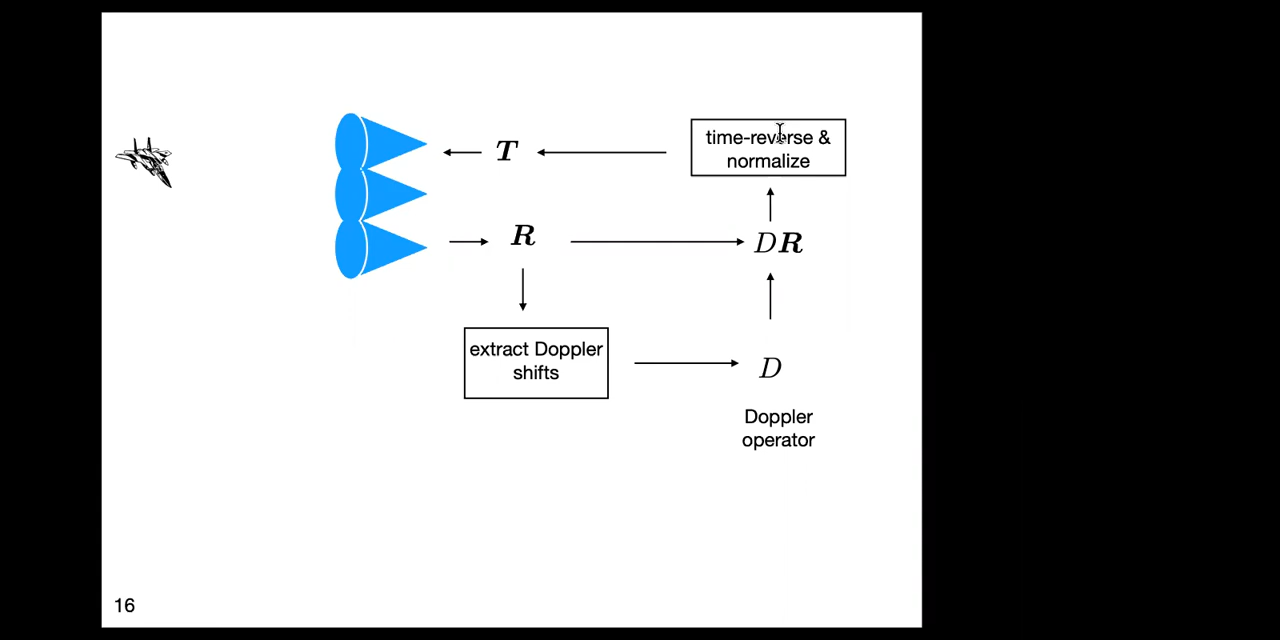 time-reverse &
normalize
T
R
DR
extract Doppler
shifts
D
Doppler
operator
16